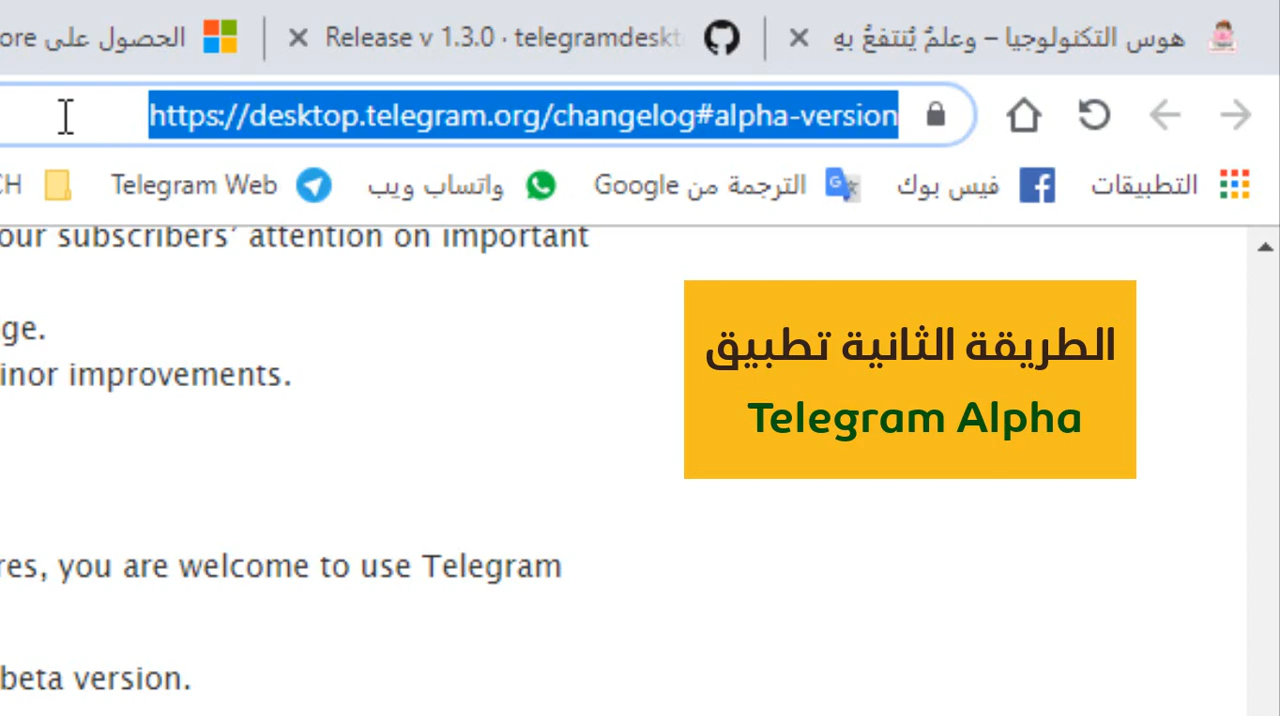 هوس التكنولوجيا – وعلمٌ يُنتفعُ بهِ
Release v 1.3.0 · telegramdeskt
الحصول على ore
https://desktop.telegram.org/changelog#alpha-version
التطبيقات
فيس بوك
الترجمة من Google
واتساب ويب
Telegram Web
CH
our subscribers’ attention on important
ge.
inor improvements.
الطريقة الثانية تطبيق
Telegram Alpha
res, you are welcome to use Telegram
beta version.